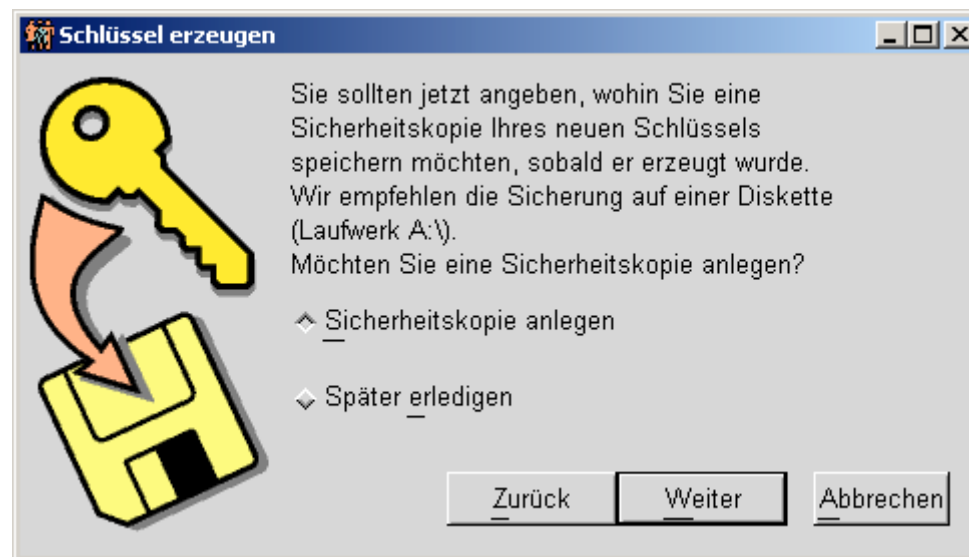 Schlüssel erzeugen
Sie sollten jetzt angeben, wohin Sie eine
Sicherheitskopie Ihres neuen Schlüssels
speichern möchten, sobald er erzeugt wurde.
Wir empfehlen die Sicherung auf einer Diskette
(Laufwerk A:\).
Möchten Sie eine Sicherheitskopie anlegen?
Sicherheitskopie anlegen
Später erledigen
Zurück Weiter Abbrechen